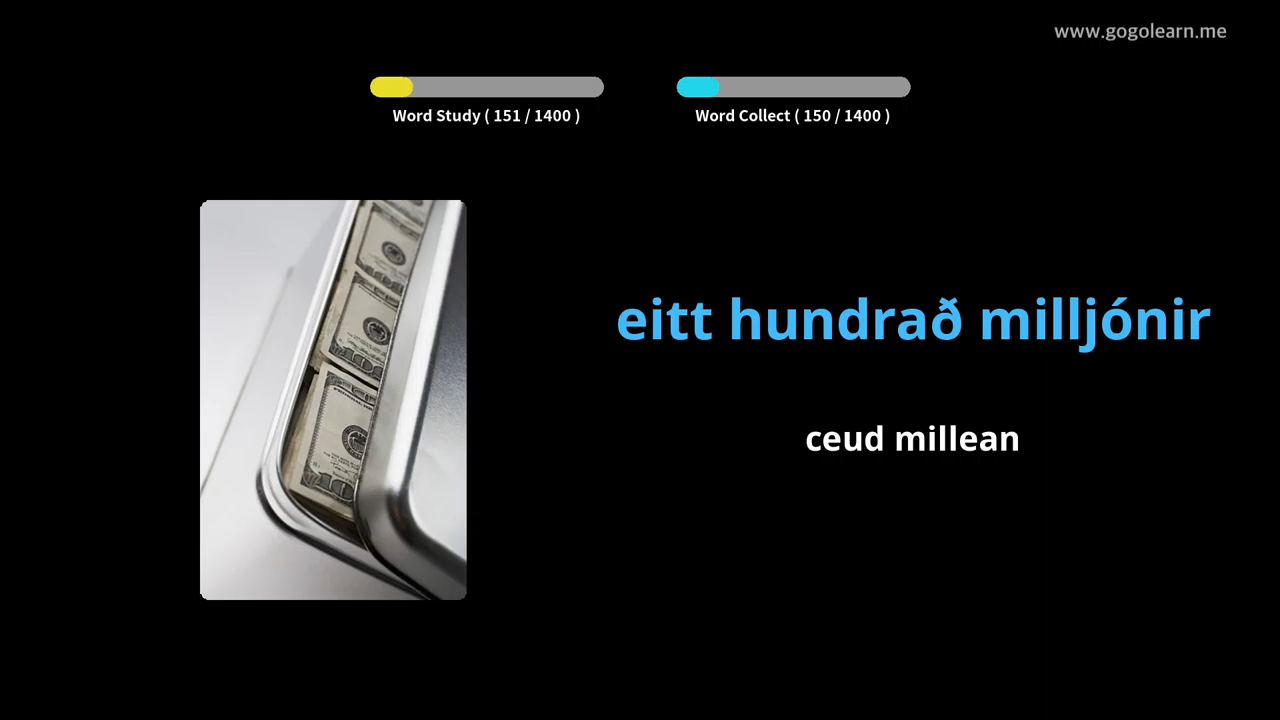 www.gogolearn.me
Word Study ( 151 / 1400 )
Word Collect ( 150 / 1400 )
eitt hundrað milljónir
ceud millean